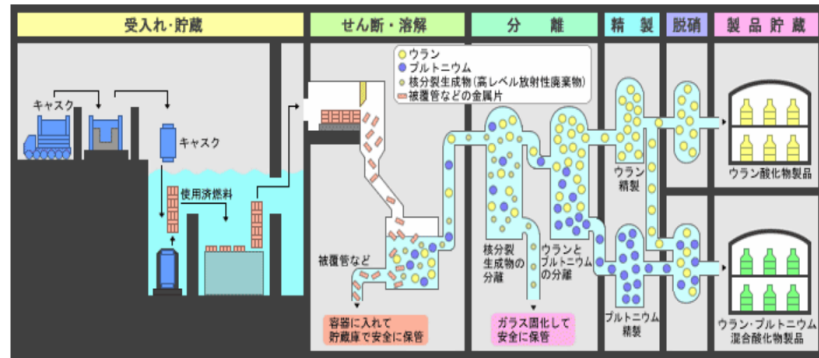 受入れ・貯蔵
せん断・溶解
分離
精製
脱硝
製品貯蔵
ウラン
プルトニウム
核分裂生成物(高レベル放射性廃棄物)
被覆管などの金属片
キャスク
キャスク
使用済燃料
被覆管など
容器に入れて
貯蔵庫で安全に保管
核分裂
生成物の
分離
ウランと
プルトニウム
の分離
ガラス固化して
安全に保管
ウラン
精製
プルトニウム
精製
ウラン酸化物製品
ウラン・プルトニウム
混合酸化物製品